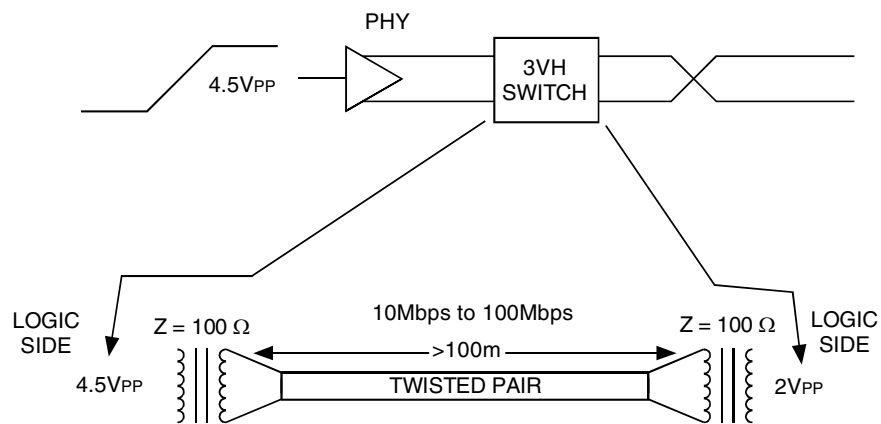 PHY
4.5VPP
3VH
SWITCH
LOGIC
SIDE
Z = 100 Ω
10Mbps to 100Mbps
Z = 100 Ω
LOGIC
SIDE
>100m
4.5VPP
TWISTED PAIR
2VPP